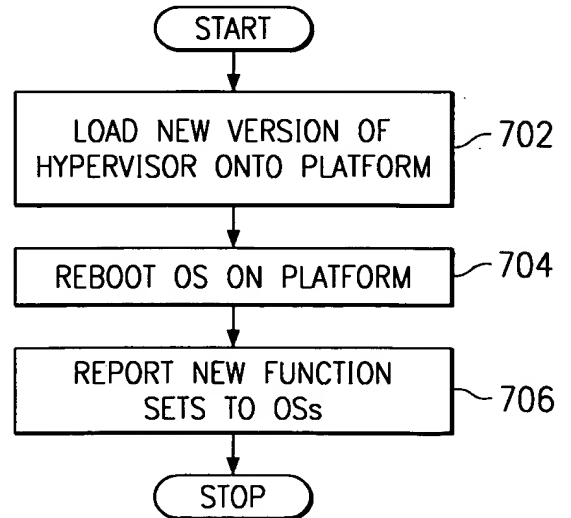 START
LOAD NEW VERSION OF
HYPERVISOR ONTO PLATFORM
702
REBOOT OS ON PLATFORM
704
REPORT NEW FUNCTION
SETS TO OSs
706
STOP